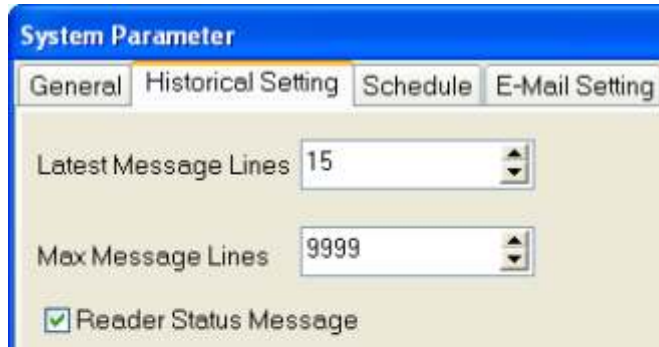 System Parameter
General Historical Setting Schedule E-Mail Setting
Latest Message Lines 15
Max Message Lines 9999
Reader Status Message